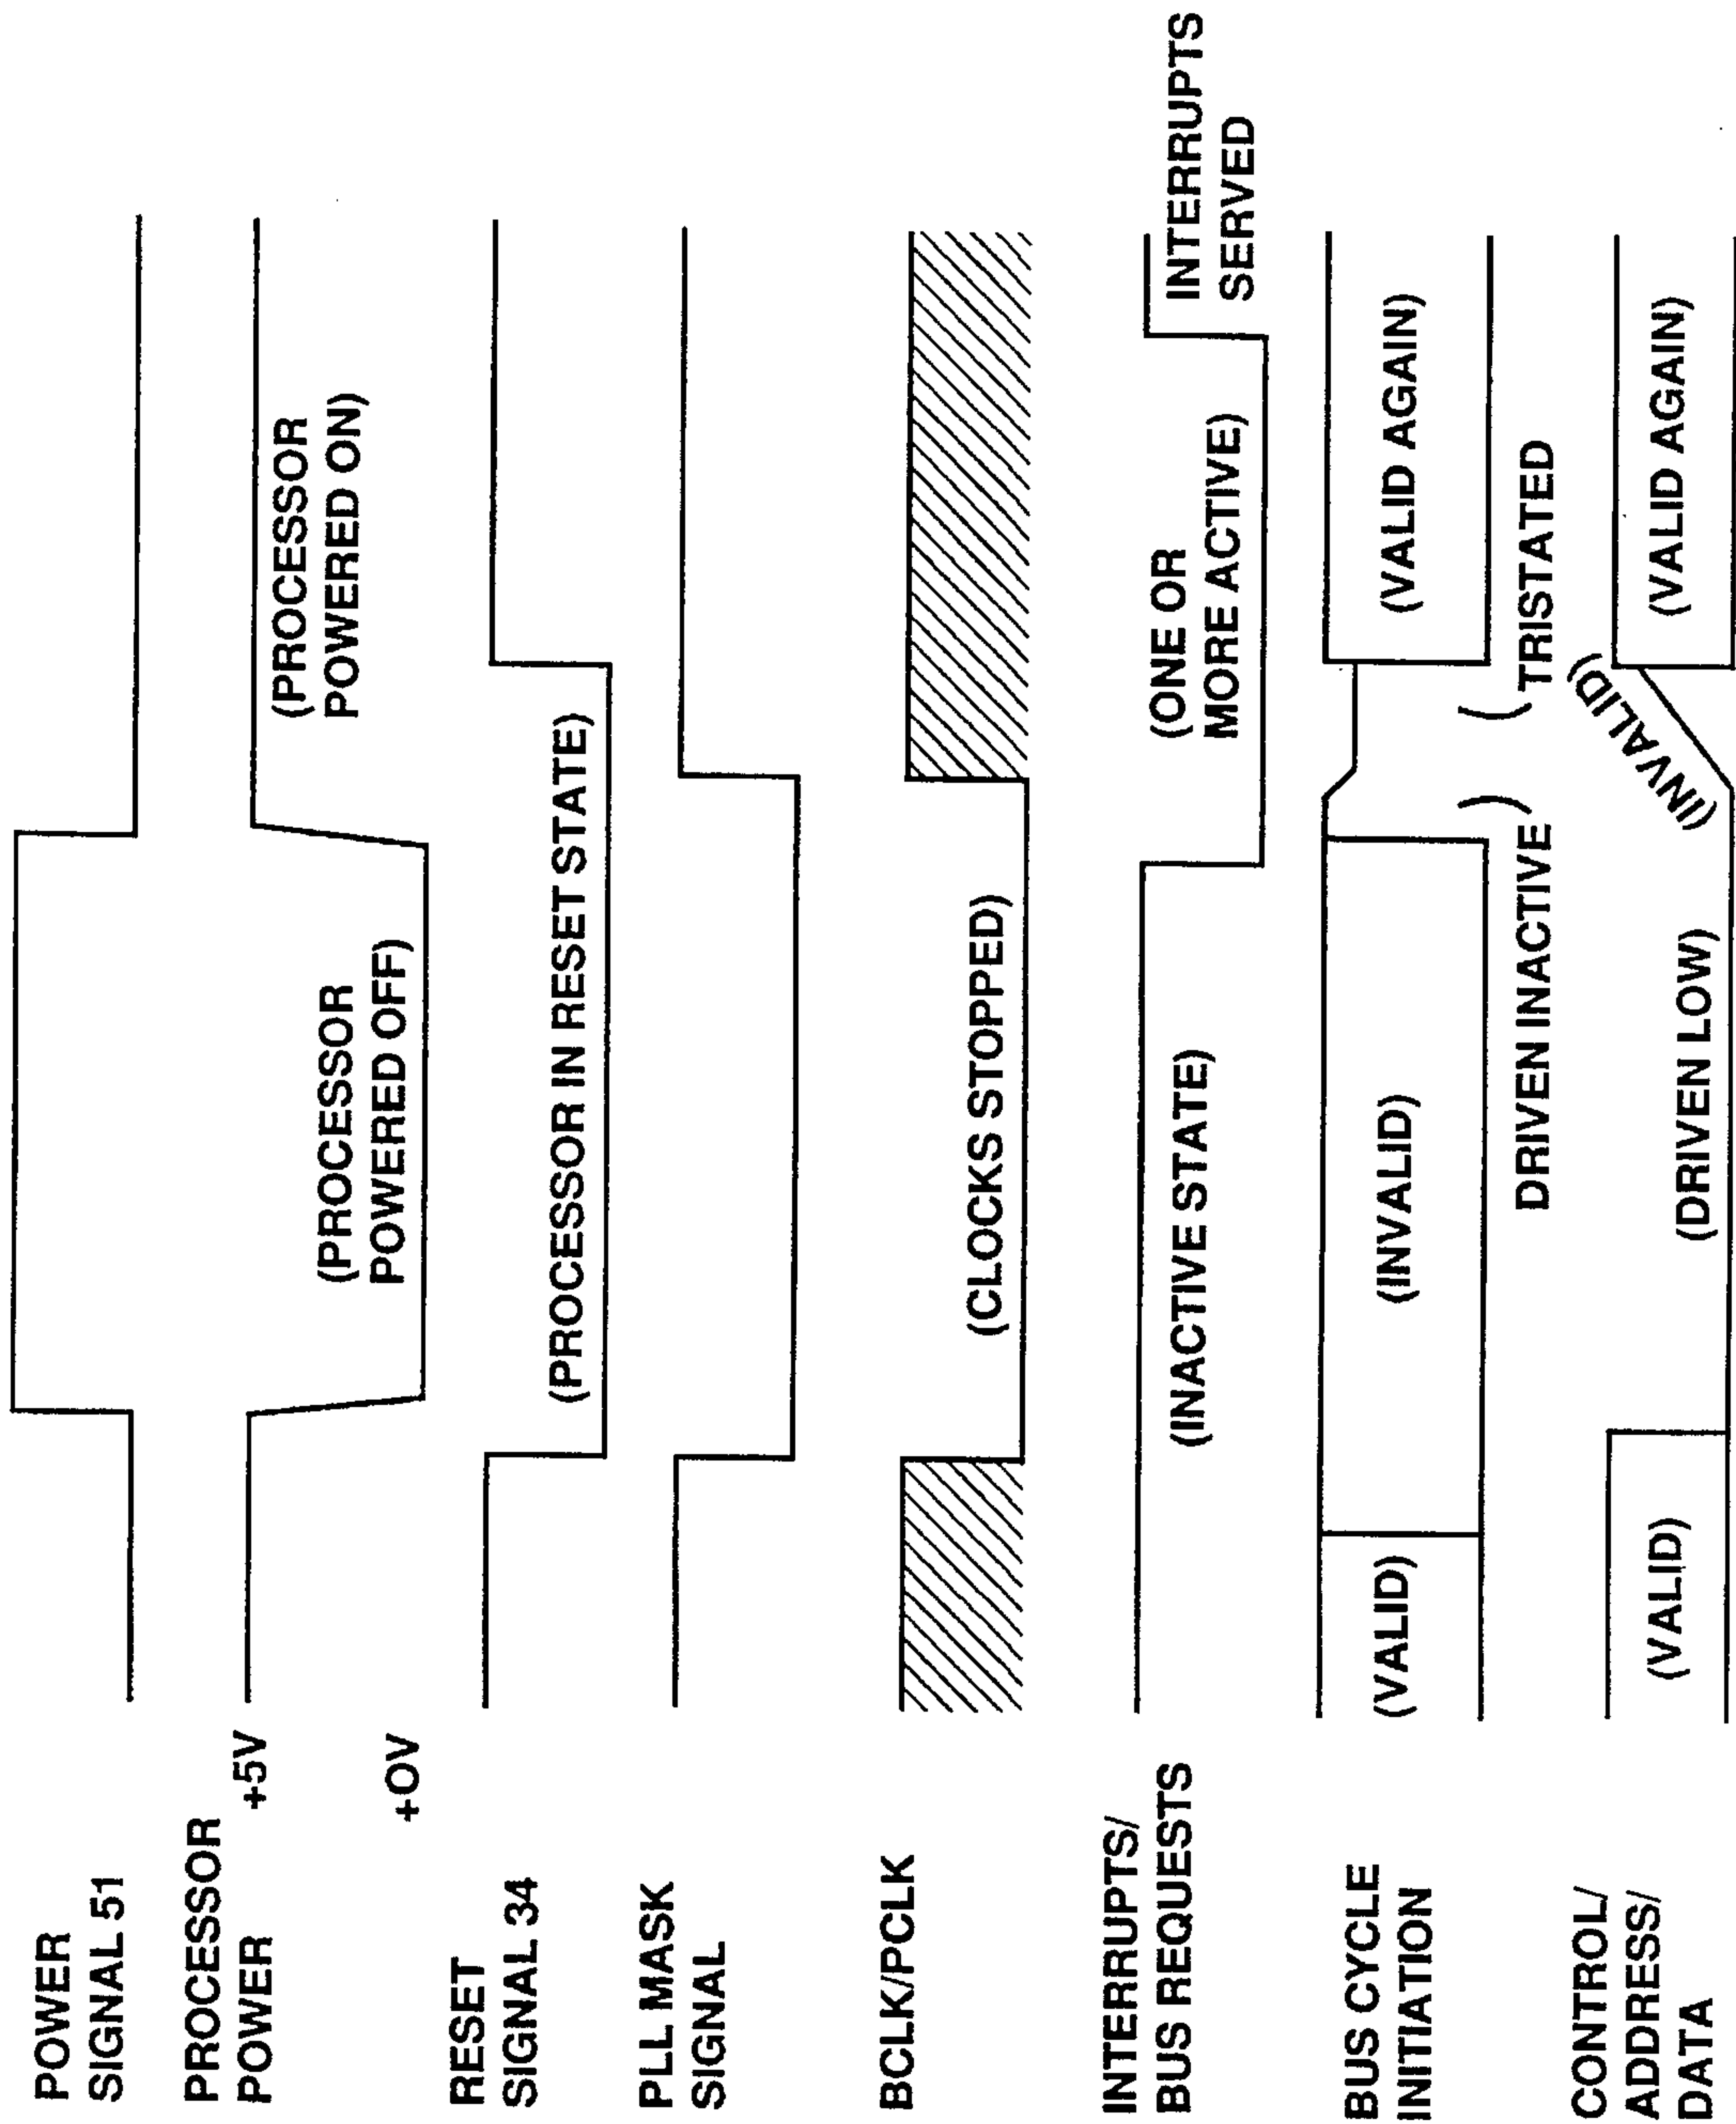 POWER
SIGNAL 51
PROCESSOR
POWER
+5V
+0V
(PROCESSOR
POWERED OFF)
(PROCESSOR
POWERED ON)
RESET
SIGNAL 34
(PROCESSOR IN RESET STATE)
PLL MASK
SIGNAL
BCLK/PCLK
(CLOCKS STOPPED)
INTERRUPTS/
BUS REQUESTS
(INACTIVE STATE)
(ONE OR
MORE ACTIVE)
INTERRUPTS
SERVED
BUS CYCLE
INITIATION
(VALID)
(INVALID)
(VALID AGAIN)
DRIVEN INACTIVE
TRISTATED
CONTROL/
ADDRESS/
DATA
(VALID)
(DRIVEN LOW)
(INVALID)
(VALID AGAIN)